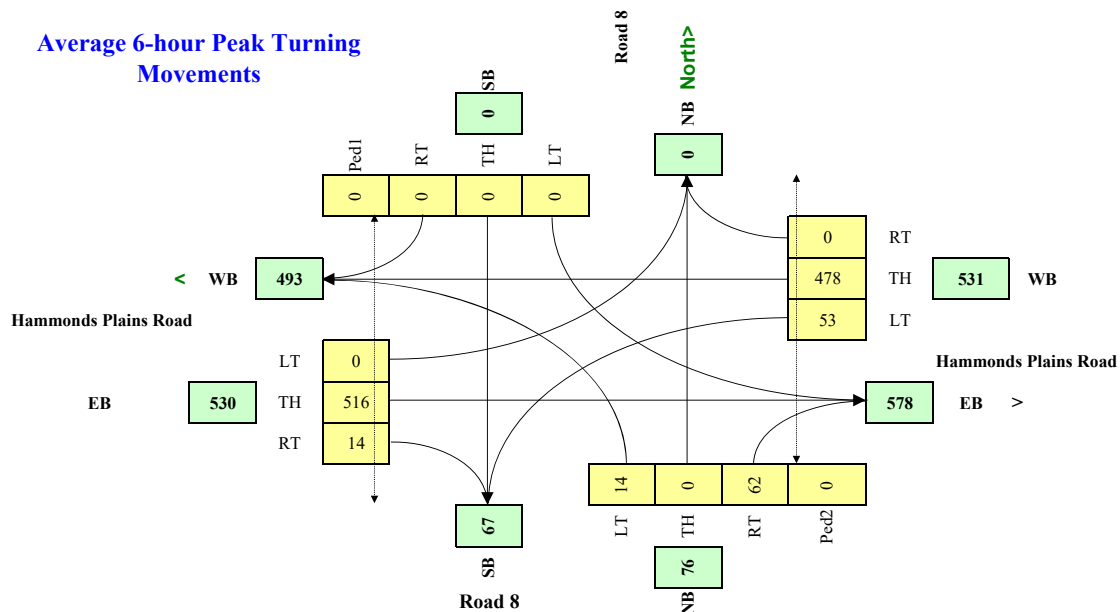 Average 6-hour Peak Turning
Movements
Road 8
North>
SB
0
NB
0
Ped1
RT
TH
LT
0
0
0
0
0
RT
< WB
493
478
TH
531
WB
53
LT
Hammonds Plains Road
LT
0
Hammonds Plains Road
EB
530
TH
516
578
EB >
RT
14
14
0
62
0
LT
TH
RT
Ped2
67
SB
76
NB
Road 8